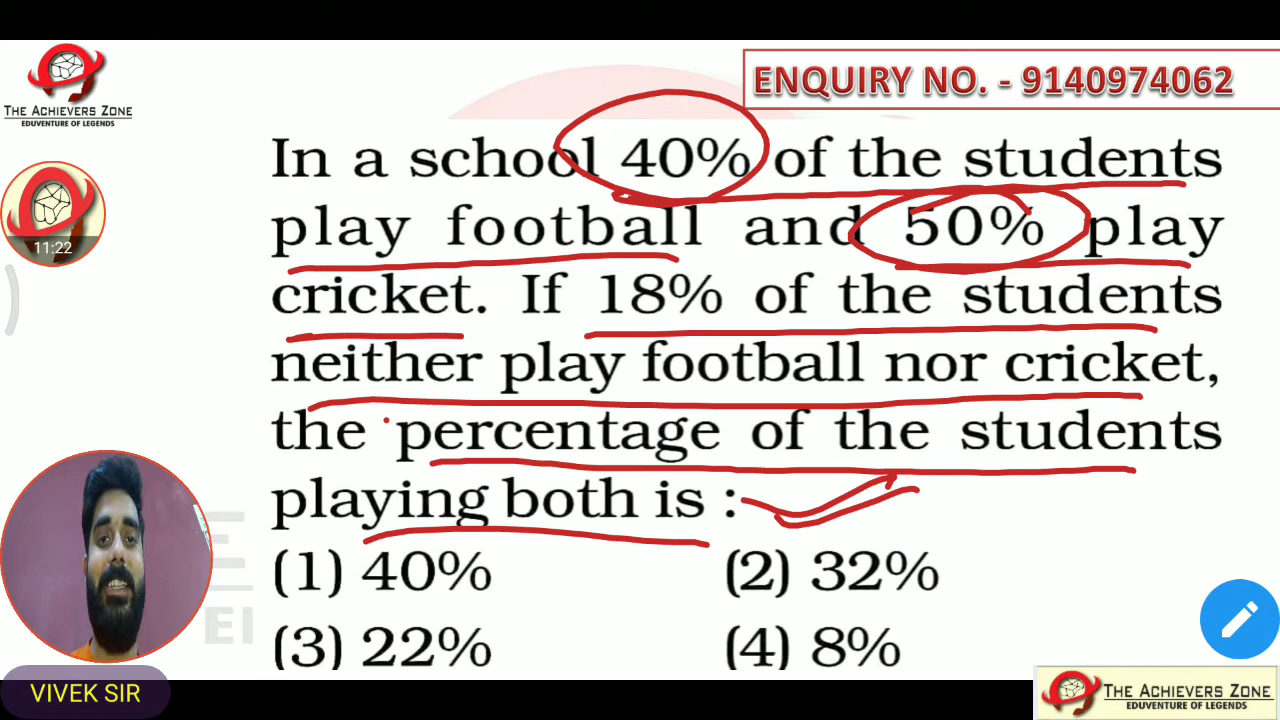 THE ACHIEVERS ZONE
EDUVENTURE OF LEGENDS
ENQUIRY NO. - 9140974062
In a school 40% of the students
play football and 50% play
cricket. If 18% of the students
neither play football nor cricket,
the percentage of the students
playing both is :
(1) 40% (2) 32%
(3) 22% (4) 8%
11:22
E
E
EI
VIVEK SIR
THE ACHIEVERS ZONE
EDUVENTURE OF LEGENDS